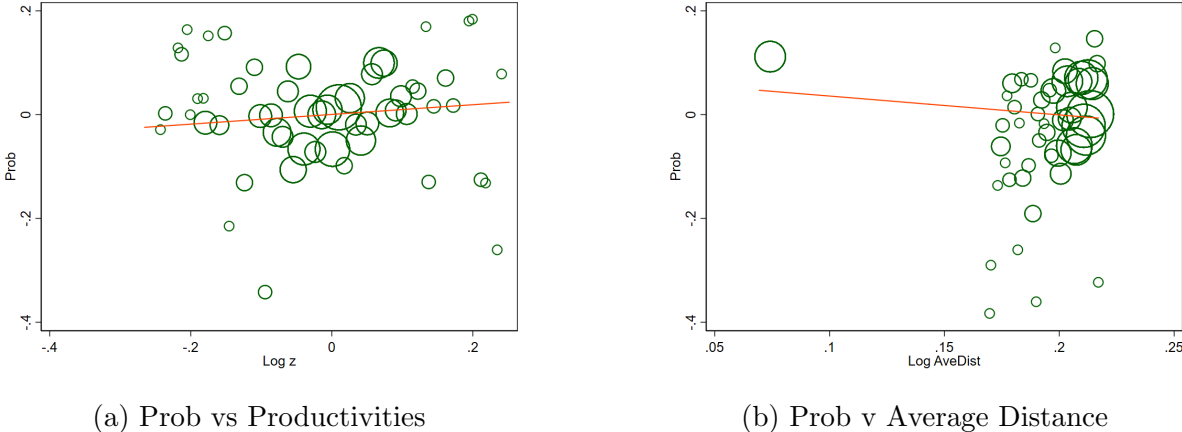 .2
0
-.2
-.4
Prob
-.4
-.2
0
.2
Log z
(a) Prob vs Productivities
.2
0
-.2
-.4
Prob
.05
.1
.15
.2
.25
Log AveDist
(b) Prob v Average Distance